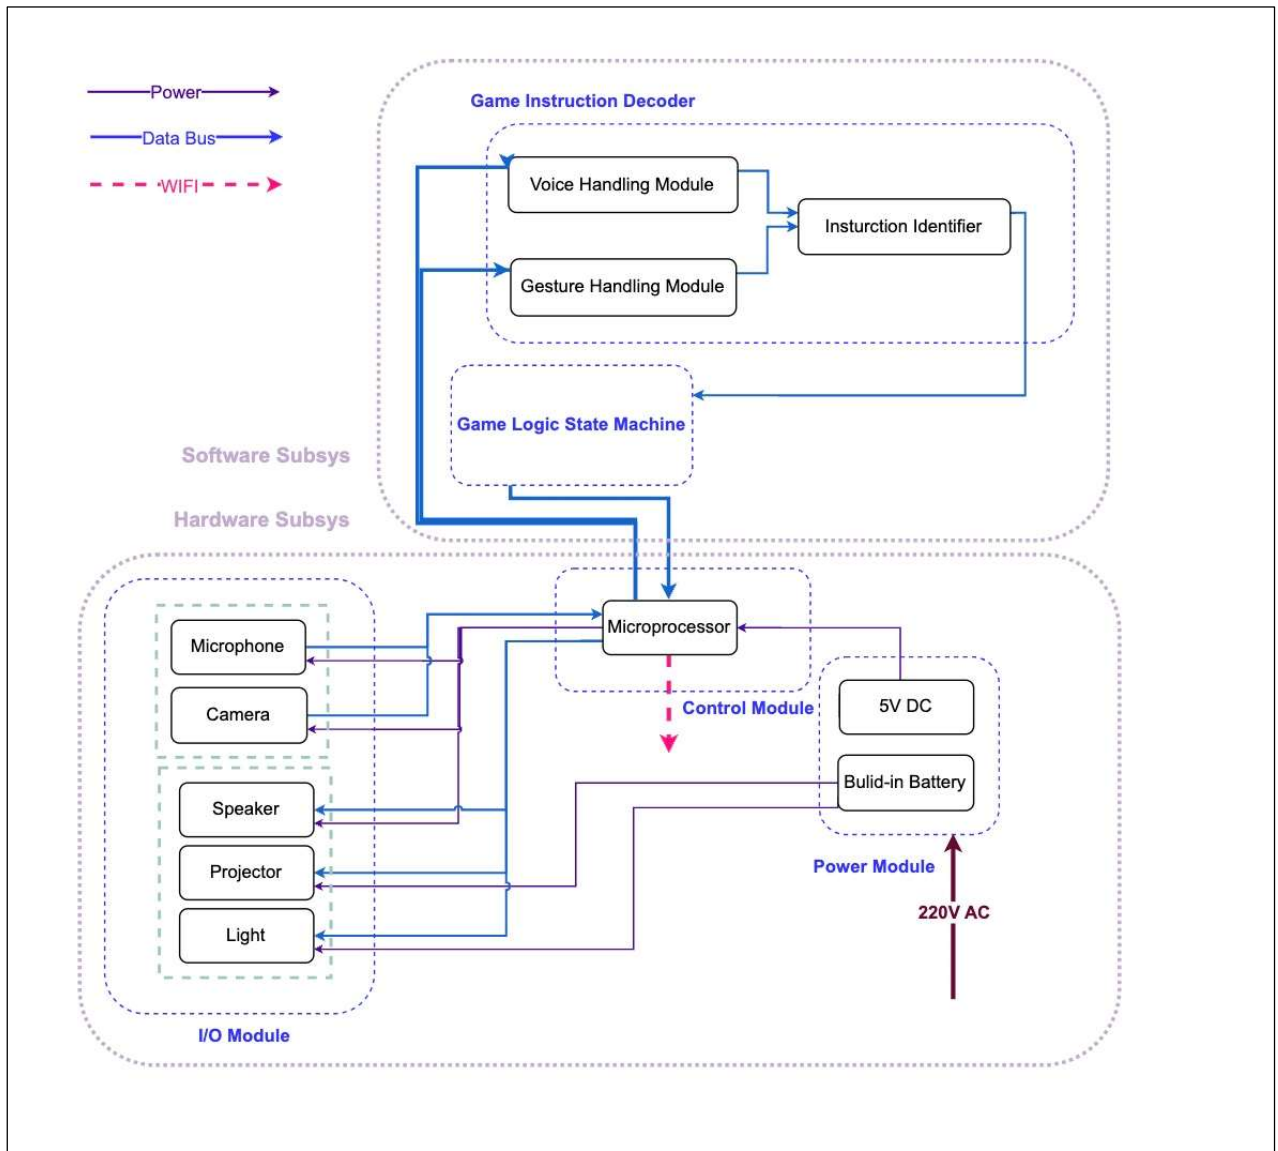 Power
Data Bus
WIFI
Game Instruction Decoder
Voice Handling Module
Insturction Identifier
Gesture Handling Module
Game Logic State Machine
Software Subsys
Hardware Subsys
Microphone
Microprocessor
Camera
Control Module
5V DC
Bulid-in Battery
Speaker
Projector
Power Module
Light
220V AC
I/O Module